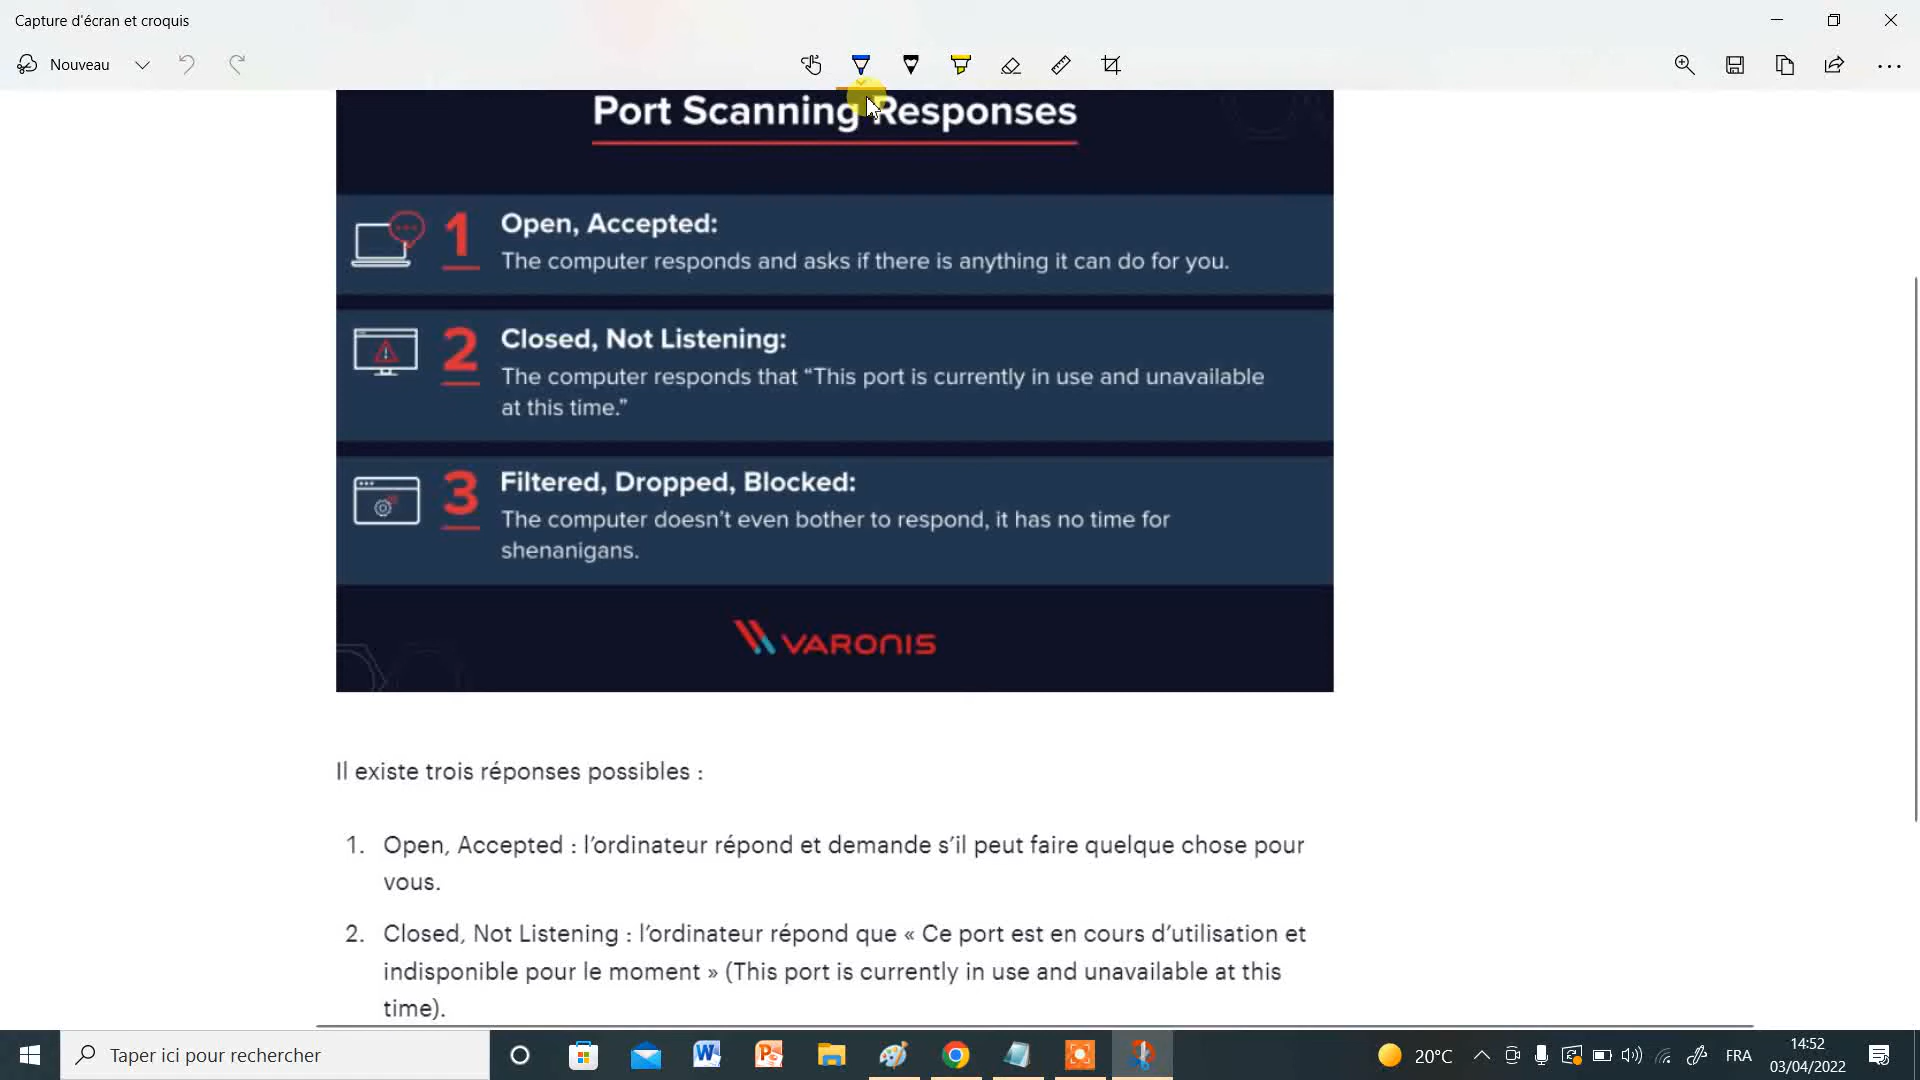 Capture d'écran et croquis
Nouveau
Port Scanning Responses
1 Open, Accepted:
The computer responds and asks if there is anything it can do for you.
2 Closed, Not Listening:
The computer responds that “This port is currently in use and unavailable
at this time.”
3 Filtered, Dropped, Blocked:
The computer doesn’t even bother to respond, it has no time for
shenanigans.
VARONIS
Il existe trois réponses possibles :
1. Open, Accepted : l’ordinateur répond et demande s’il peut faire quelque chose pour
vous.
2. Closed, Not Listening : l’ordinateur répond que « Ce port est en cours d’utilisation et
indisponible pour le moment » (This port is currently in use and unavailable at this
time).
Taper ici pour rechercher
20°C
FRA
14:52
03/04/2022